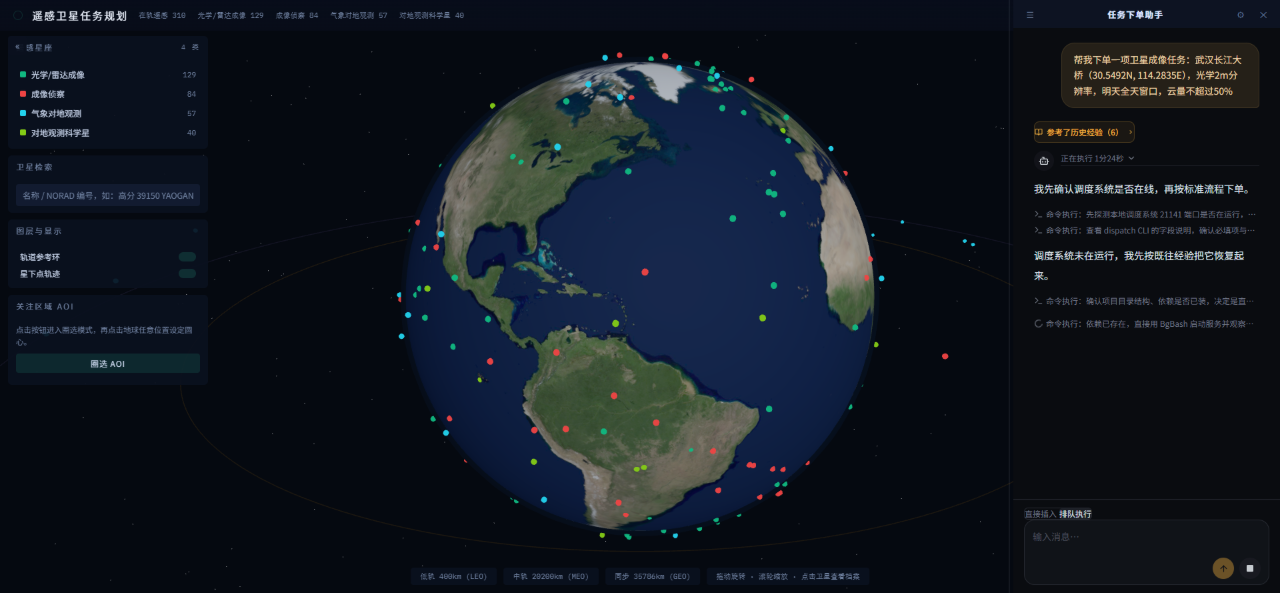 遥感卫星任务规划
在轨遥感 310 光学/雷达成像 129 成像侦察 84 气象对地观测 57 对地观测科学星 40
遥星座 4 类
光学/雷达成像 129
成像侦察 84
气象对地观测 57
对地观测科学星 40
卫星检索
名称 / NORAD 编号，如：高分 39150 YAOGAN
图层与显示
轨道参考环
星下点轨迹
关注区域 AOI
点击按钮进入圈选模式，再点击地球任意位置设定圆
心。
圈选 AOI
低轨 400km (LEO) 中轨 20200km (MEO) 同步 35786km (GEO) 拖动旋转 · 滚轮缩放 · 点击卫星查看档案
任务下单助手
帮我下单一项卫星成像任务：武汉长江大
桥（30.5492N, 114.2835E），光学2m分
辨率，明天全天窗口，云量不超过50%
参考了历史经验（6）
正在执行 1分24秒
我先确认调度系统是否在线，再按标准流程下单。
命令执行：先探测本地调度系统 21141 端口是否在运行，…
命令执行：查看 dispatch CLI 的字段说明，确认必填项与…
调度系统未在运行，我先按既往经验把它恢复起
来。
命令执行：确认项目目录结构、依赖是否已装，决定是直…
命令执行：依赖已存在，直接用 BgBash 启动服务并观察…
直接插入 排队执行
输入消息…